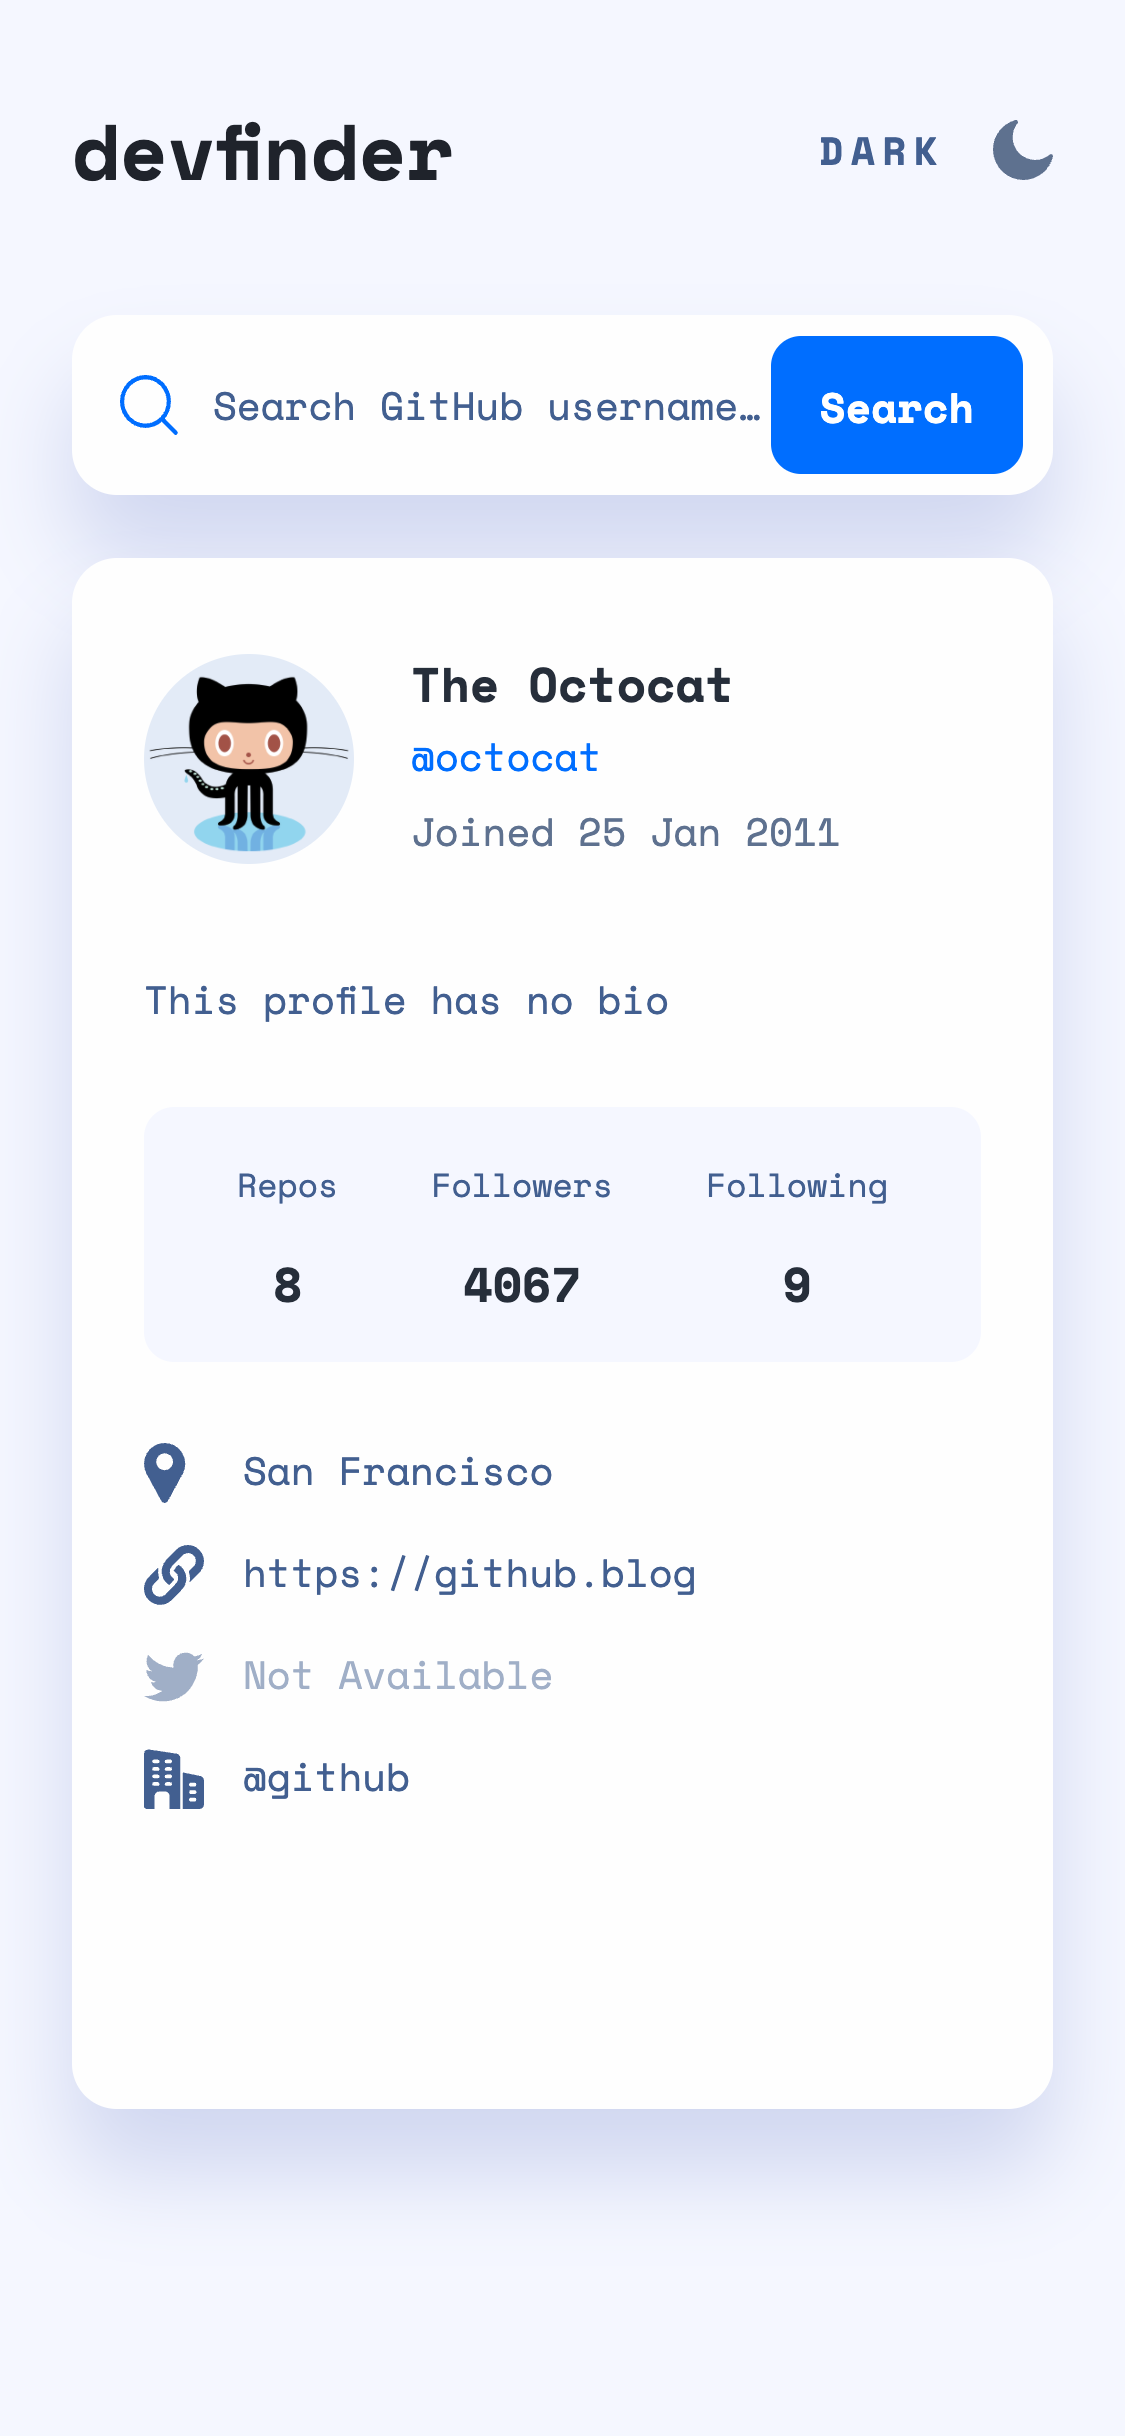 devfinder
DARK
Search GitHub username…
Search
The Octocat
@octocat
Joined 25 Jan 2011
This profile has no bio
Repos Followers Following
8 4067 9
San Francisco
https://github.blog
Not Available
@github